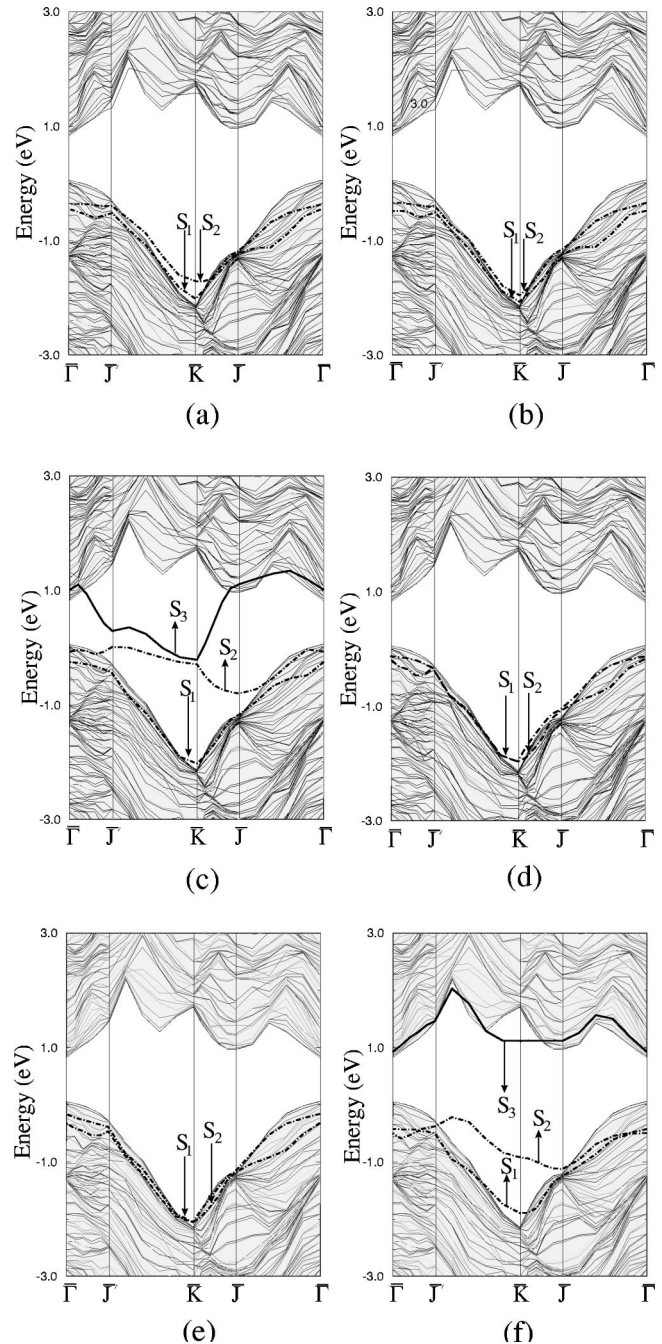 3.0 3.0
Energy (eV) 1.0 Energy (eV) 3.0 1.0
S1 S2 S1 S2
-1.0 -1.0
-3.0 -3.0
Γ̅ J̅′ K̅ J̅ Γ̅ Γ̅ J̅′ K̅ J̅ Γ̅
(a) (b)
3.0 3.0
Energy (eV) 1.0 Energy (eV) 1.0
S3
S2
S1 S1 S2
-1.0 -1.0
-3.0 -3.0
Γ̅ J̅′ K̅ J̅ Γ̅ Γ̅ J̅′ K̅ J̅ Γ̅
(c) (d)
3.0 3.0
Energy (eV) 1.0 Energy (eV) 1.0
S3
S2
S1 S2 S1
-1.0 -1.0
-3.0 -3.0
Γ̅ J̅′ K̅ J̅ Γ̅ Γ̅ J̅′ K̅ J̅ Γ̅
(e) (f)